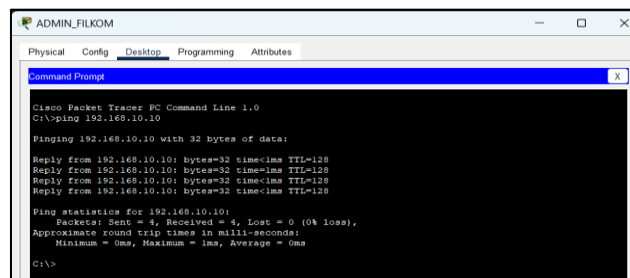 ADMIN_FILKOM
Physical Config Desktop Programming Attributes
Command Prompt X
Cisco Packet Tracer PC Command Line 1.0
C:\>ping 192.168.10.10
Pinging 192.168.10.10 with 32 bytes of data:
Reply from 192.168.10.10: bytes=32 time<1ms TTL=128
Reply from 192.168.10.10: bytes=32 time=1ms TTL=128
Reply from 192.168.10.10: bytes=32 time<1ms TTL=128
Reply from 192.168.10.10: bytes=32 time<1ms TTL=128
Ping statistics for 192.168.10.10:
Packets: Sent = 4, Received = 4, Lost = 0 (0% loss),
Approximate round trip times in milli-seconds:
Minimum = 0ms, Maximum = 1ms, Average = 0ms
C:\>